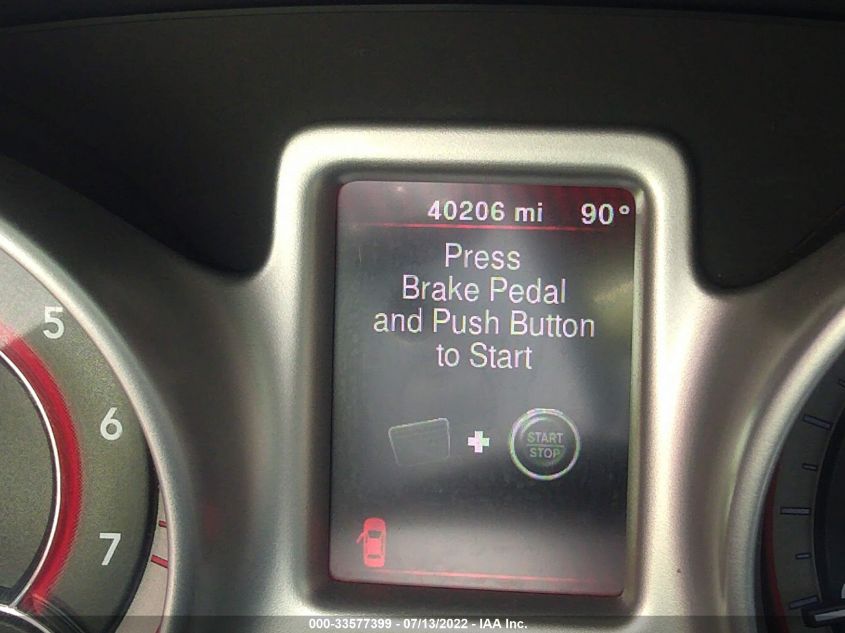 40206 mi 90°
Press
Brake Pedal
and Push Button
to Start
+
START
STOP
5
6
7
000-33577399 - 07/13/2022 - IAA Inc.